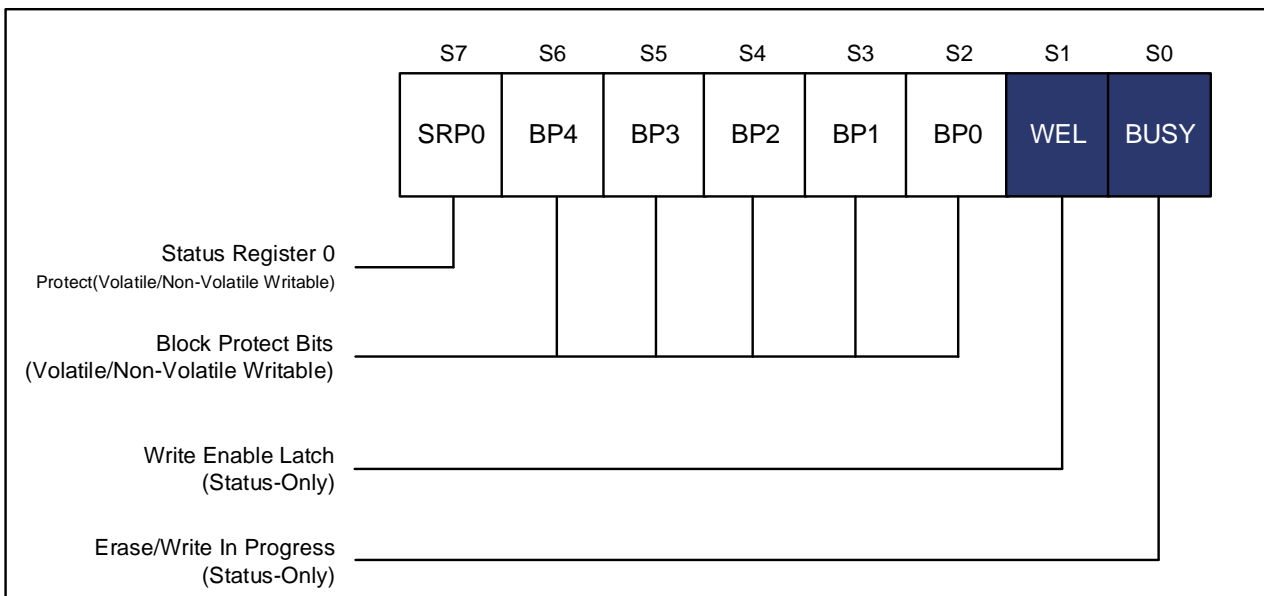 S7 S6 S5 S4 S3 S2 S1 S0
SRP0 BP4 BP3 BP2 BP1 BP0 WEL BUSY
Status Register 0
Protect(Volatile/Non-Volatile Writable)
Block Protect Bits
(Volatile/Non-Volatile Writable)
Write Enable Latch
(Status-Only)
Erase/Write In Progress
(Status-Only)